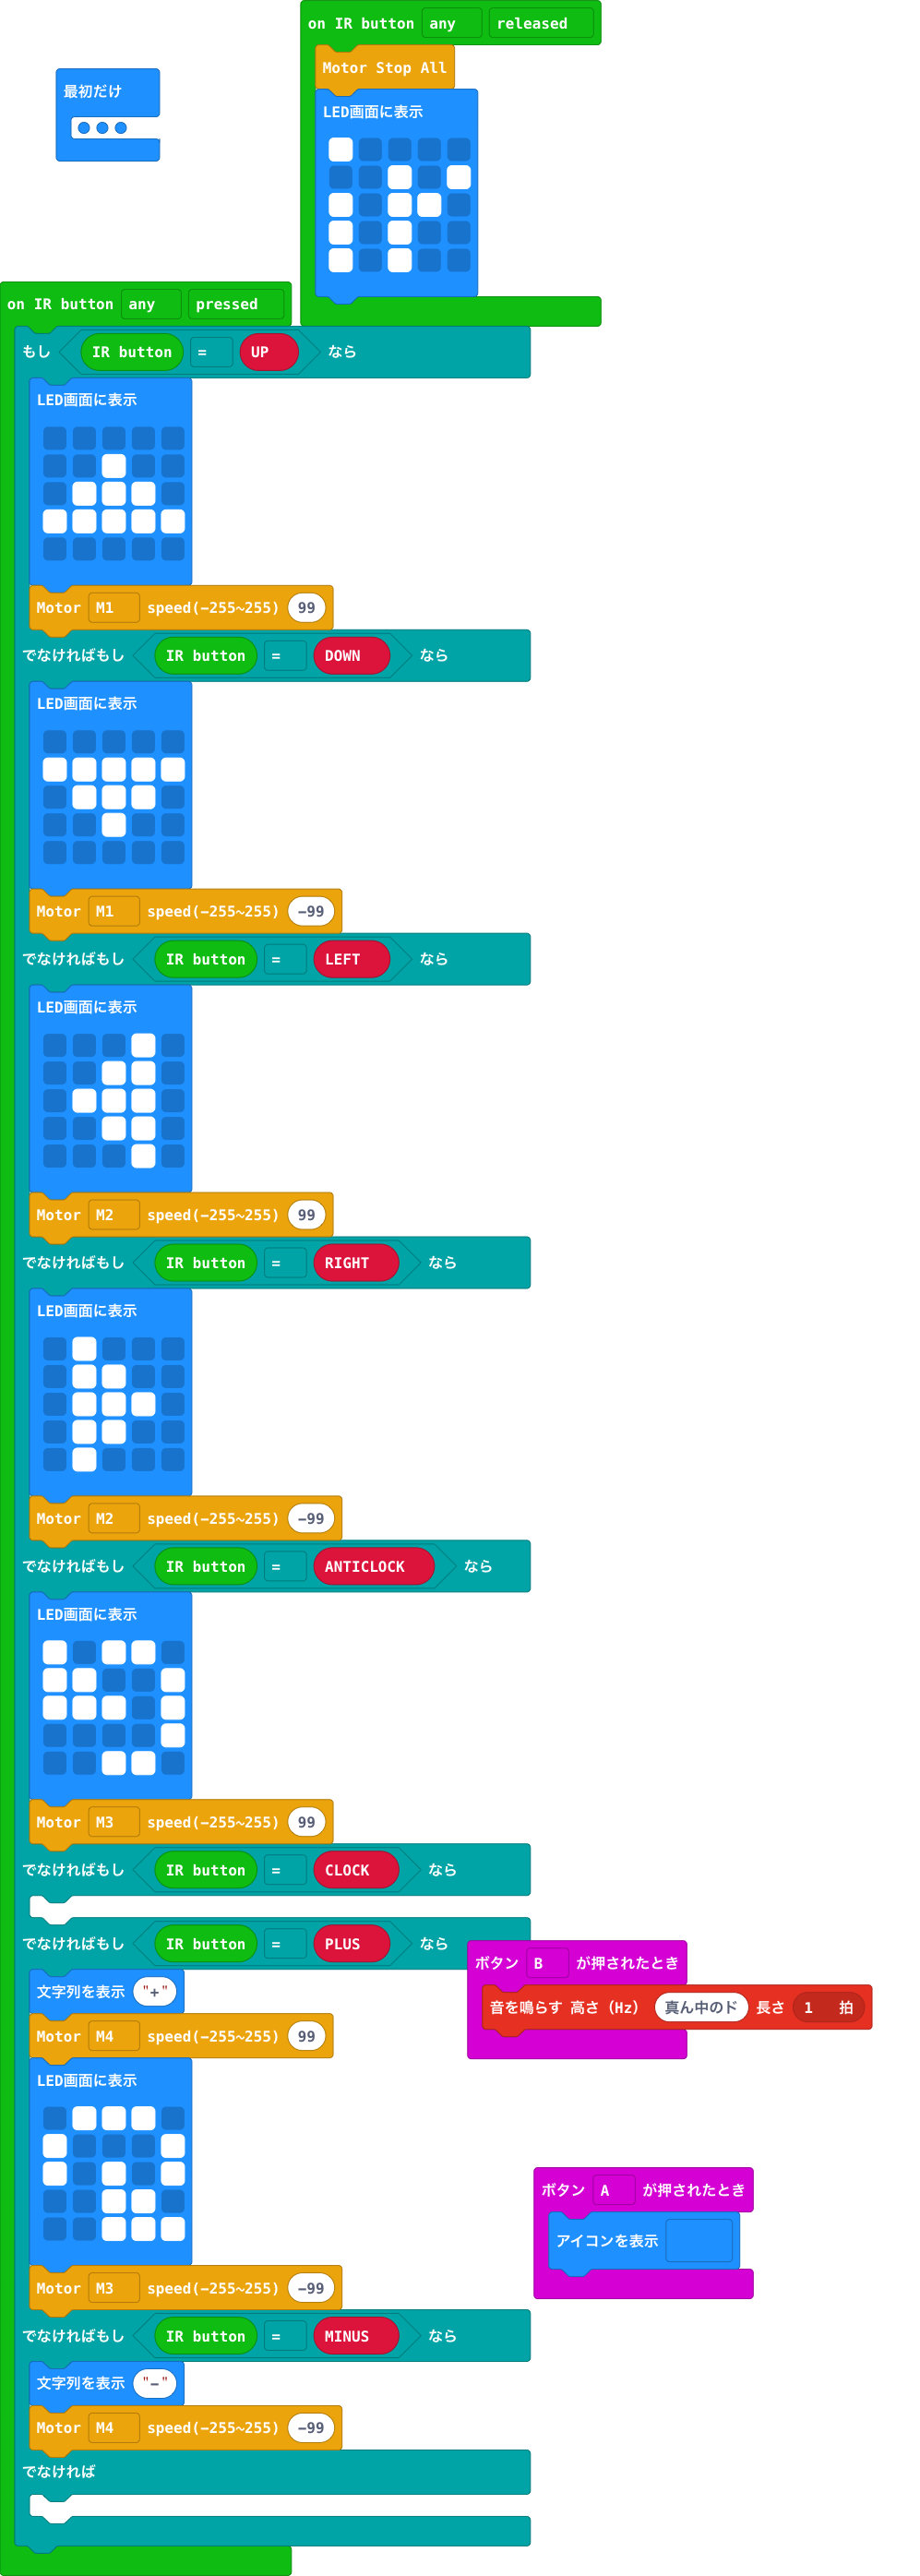 最初だけ
on IR button any released
Motor Stop All
LED画面に表示
on IR button any pressed
もし IR button = UP なら
LED画面に表示
Motor M1 speed(-255~255) 99
でなければもし IR button = DOWN なら
LED画面に表示
Motor M1 speed(-255~255) -99
でなければもし IR button = LEFT なら
LED画面に表示
Motor M2 speed(-255~255) 99
でなければもし IR button = RIGHT なら
LED画面に表示
Motor M2 speed(-255~255) -99
でなければもし IR button = ANTICLOCK なら
LED画面に表示
Motor M3 speed(-255~255) 99
でなければもし IR button = CLOCK なら
でなければもし IR button = PLUS なら
文字列を表示 "+"
Motor M4 speed(-255~255) 99
LED画面に表示
Motor M3 speed(-255~255) -99
でなければもし IR button = MINUS なら
文字列を表示 "-"
Motor M4 speed(-255~255) -99
でなければ
ボタン B が押されたとき
音を鳴らす 高さ (Hz) 真ん中のド 長さ 1 拍
ボタン A が押されたとき
アイコンを表示